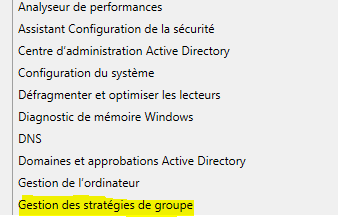 Analyseur de performances
Assistant Configuration de la sécurité
Centre d’administration Active Directory
Configuration du système
Défragmenter et optimiser les lecteurs
Diagnostic de mémoire Windows
DNS
Domaines et approbations Active Directory
Gestion de l’ordinateur
Gestion des stratégies de groupe